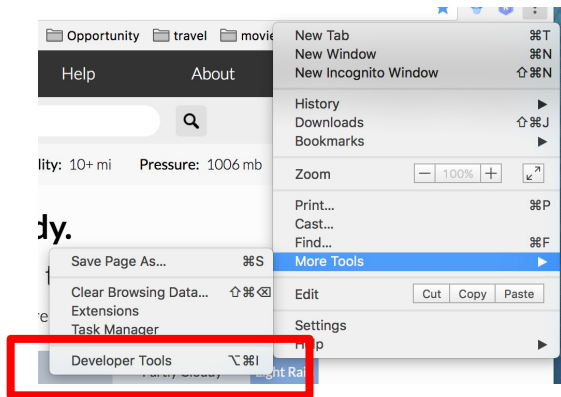 Opportunity travel movie
Help About
lity: 10+ mi Pressure: 1006 mb
dy.
New Tab ⌘T
New Window ⌘N
New Incognito Window ⇧⌘N
History ▶
Downloads ⇧⌘J
Bookmarks ▶
Zoom − 100% +
Print... ⌘P
Cast...
Find... ⌘F
More Tools ▶
Edit Cut Copy Paste
Settings
Help ▶
Save Page As... ⌘S
Clear Browsing Data... ⇧⌘⌫
Extensions
Task Manager
Developer Tools ⌥⌘I
t
re
Partly Cloudy Light Rai